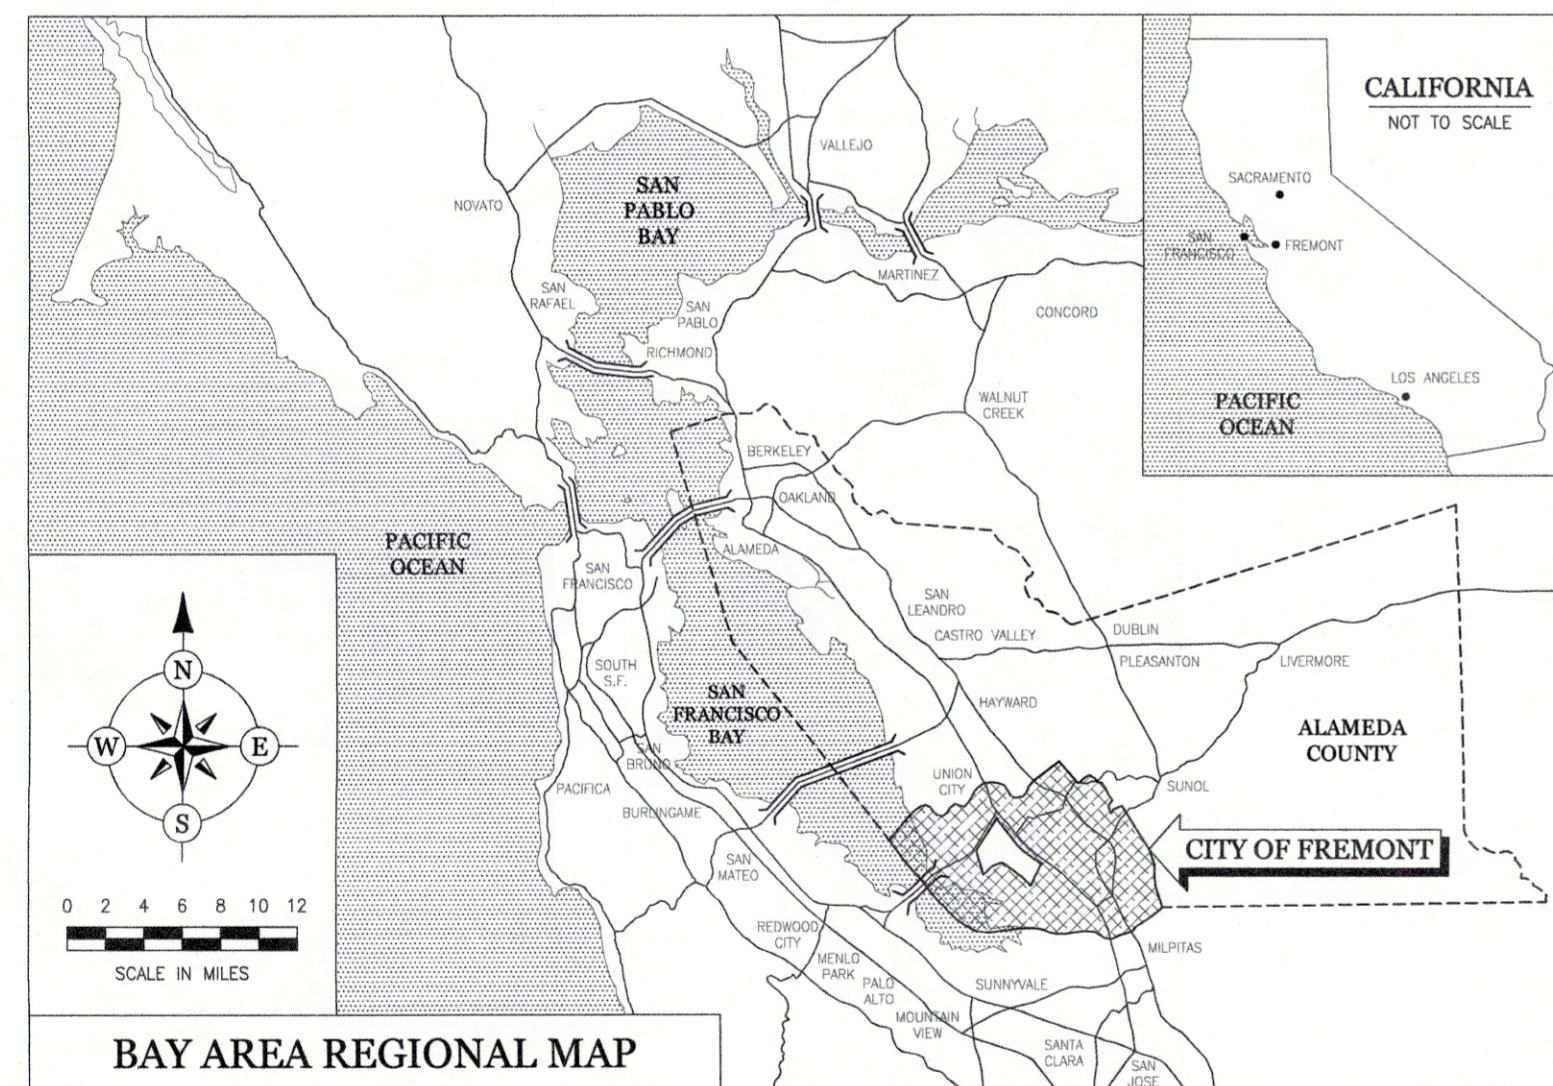 CALIFORNIA
NOT TO SCALE
SACRAMENTO
SAN
FRANCISCO
FREMONT
LOS ANGELES
PACIFIC
OCEAN
VALLEJO
SAN
PABLO
BAY
NOVATO
MARTINEZ
SAN
RAFAEL
SAN
PABLO
CONCORD
RICHMOND
WALNUT
CREEK
BERKELEY
OAKLAND
PACIFIC
OCEAN
ALAMEDA
SAN
FRANCISCO
SAN
LEANDRO
CASTRO VALLEY
DUBLIN
PLEASANTON
LIVERMORE
SOUTH
S.F.
SAN
FRANCISCO
BAY
HAYWARD
ALAMEDA
COUNTY
SAN
BRUNO
PACIFICA
BURLINGAME
UNION
CITY
SUNOL
CITY OF FREMONT
SAN
MATEO
REDWOOD
CITY
MENLO
PARK
PALO
ALTO
MOUNTAIN
VIEW
SUNNYVALE
MILPITAS
SANTA
CLARA
SAN
JOSE
N
W
E
S
0 2 4 6 8 10 12
SCALE IN MILES
BAY AREA REGIONAL MAP